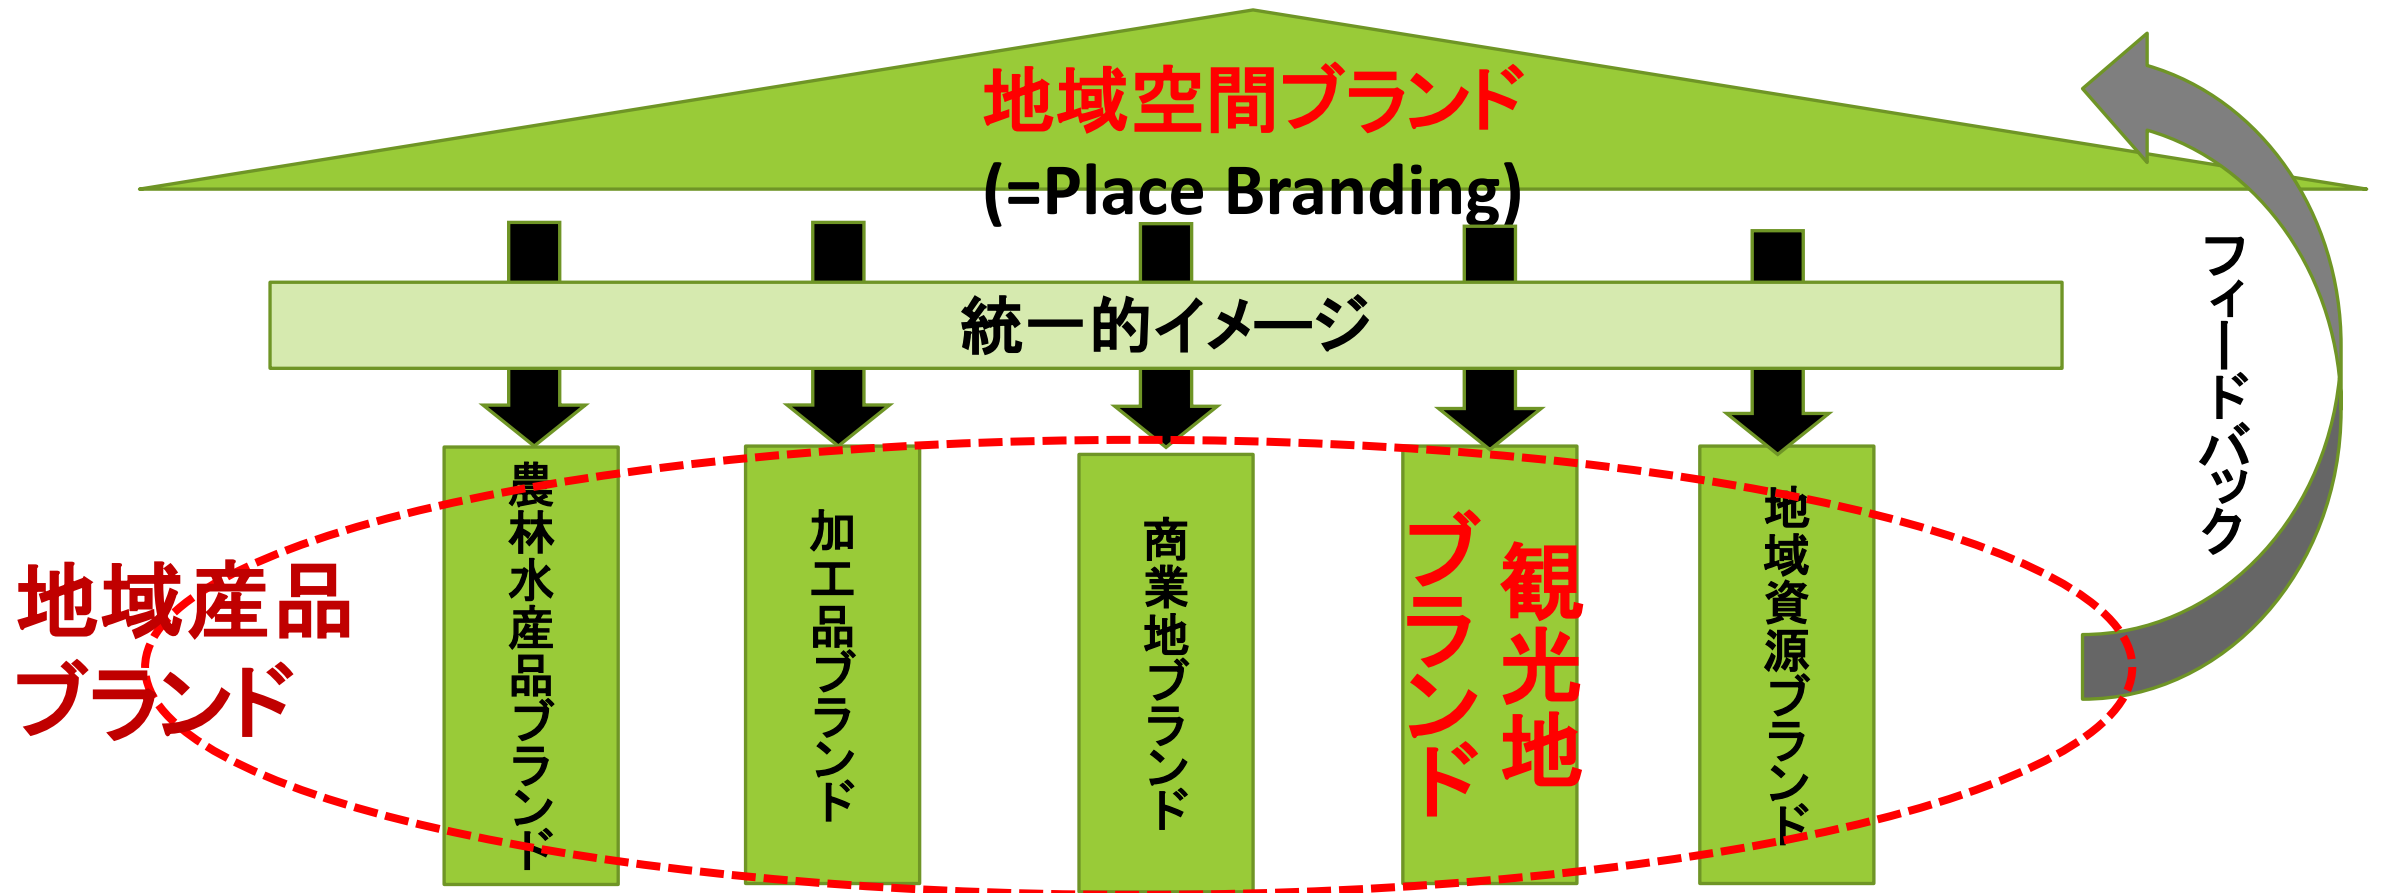 地域空間ブランド
(=Place Branding)
統一的イメージ
フィードバック
地域産品
ブランド
農林水産品ブランド
加工品ブランド
商業地ブランド
観光地
ブランド
地域資源ブランド